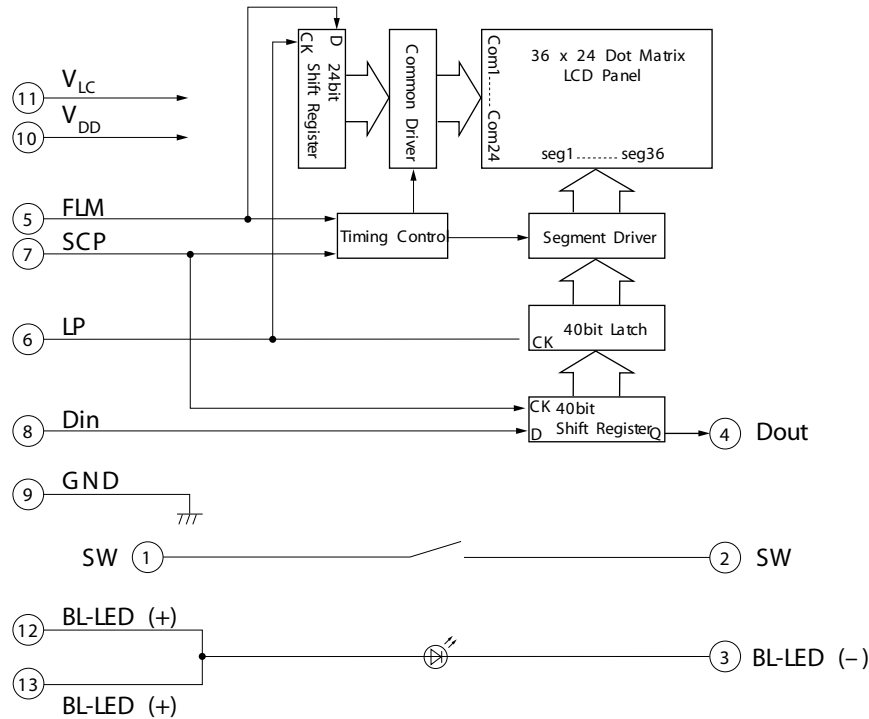 CK
D
24bit
Shift Register
Common Driver
Com1........Com24
36 x 24 Dot Matrix
LCD Panel
seg1........ seg36
11 VLC
10 VDD
5 FLM
7 SCP
Timing Control
Segment Driver
6 LP
40bit Latch
CK
8 Din
CK 40bit
D Shift Register Q
4 Dout
9 GND
SW 1
2 SW
12 BL-LED (+)
3 BL-LED (–)
13
BL-LED (+)